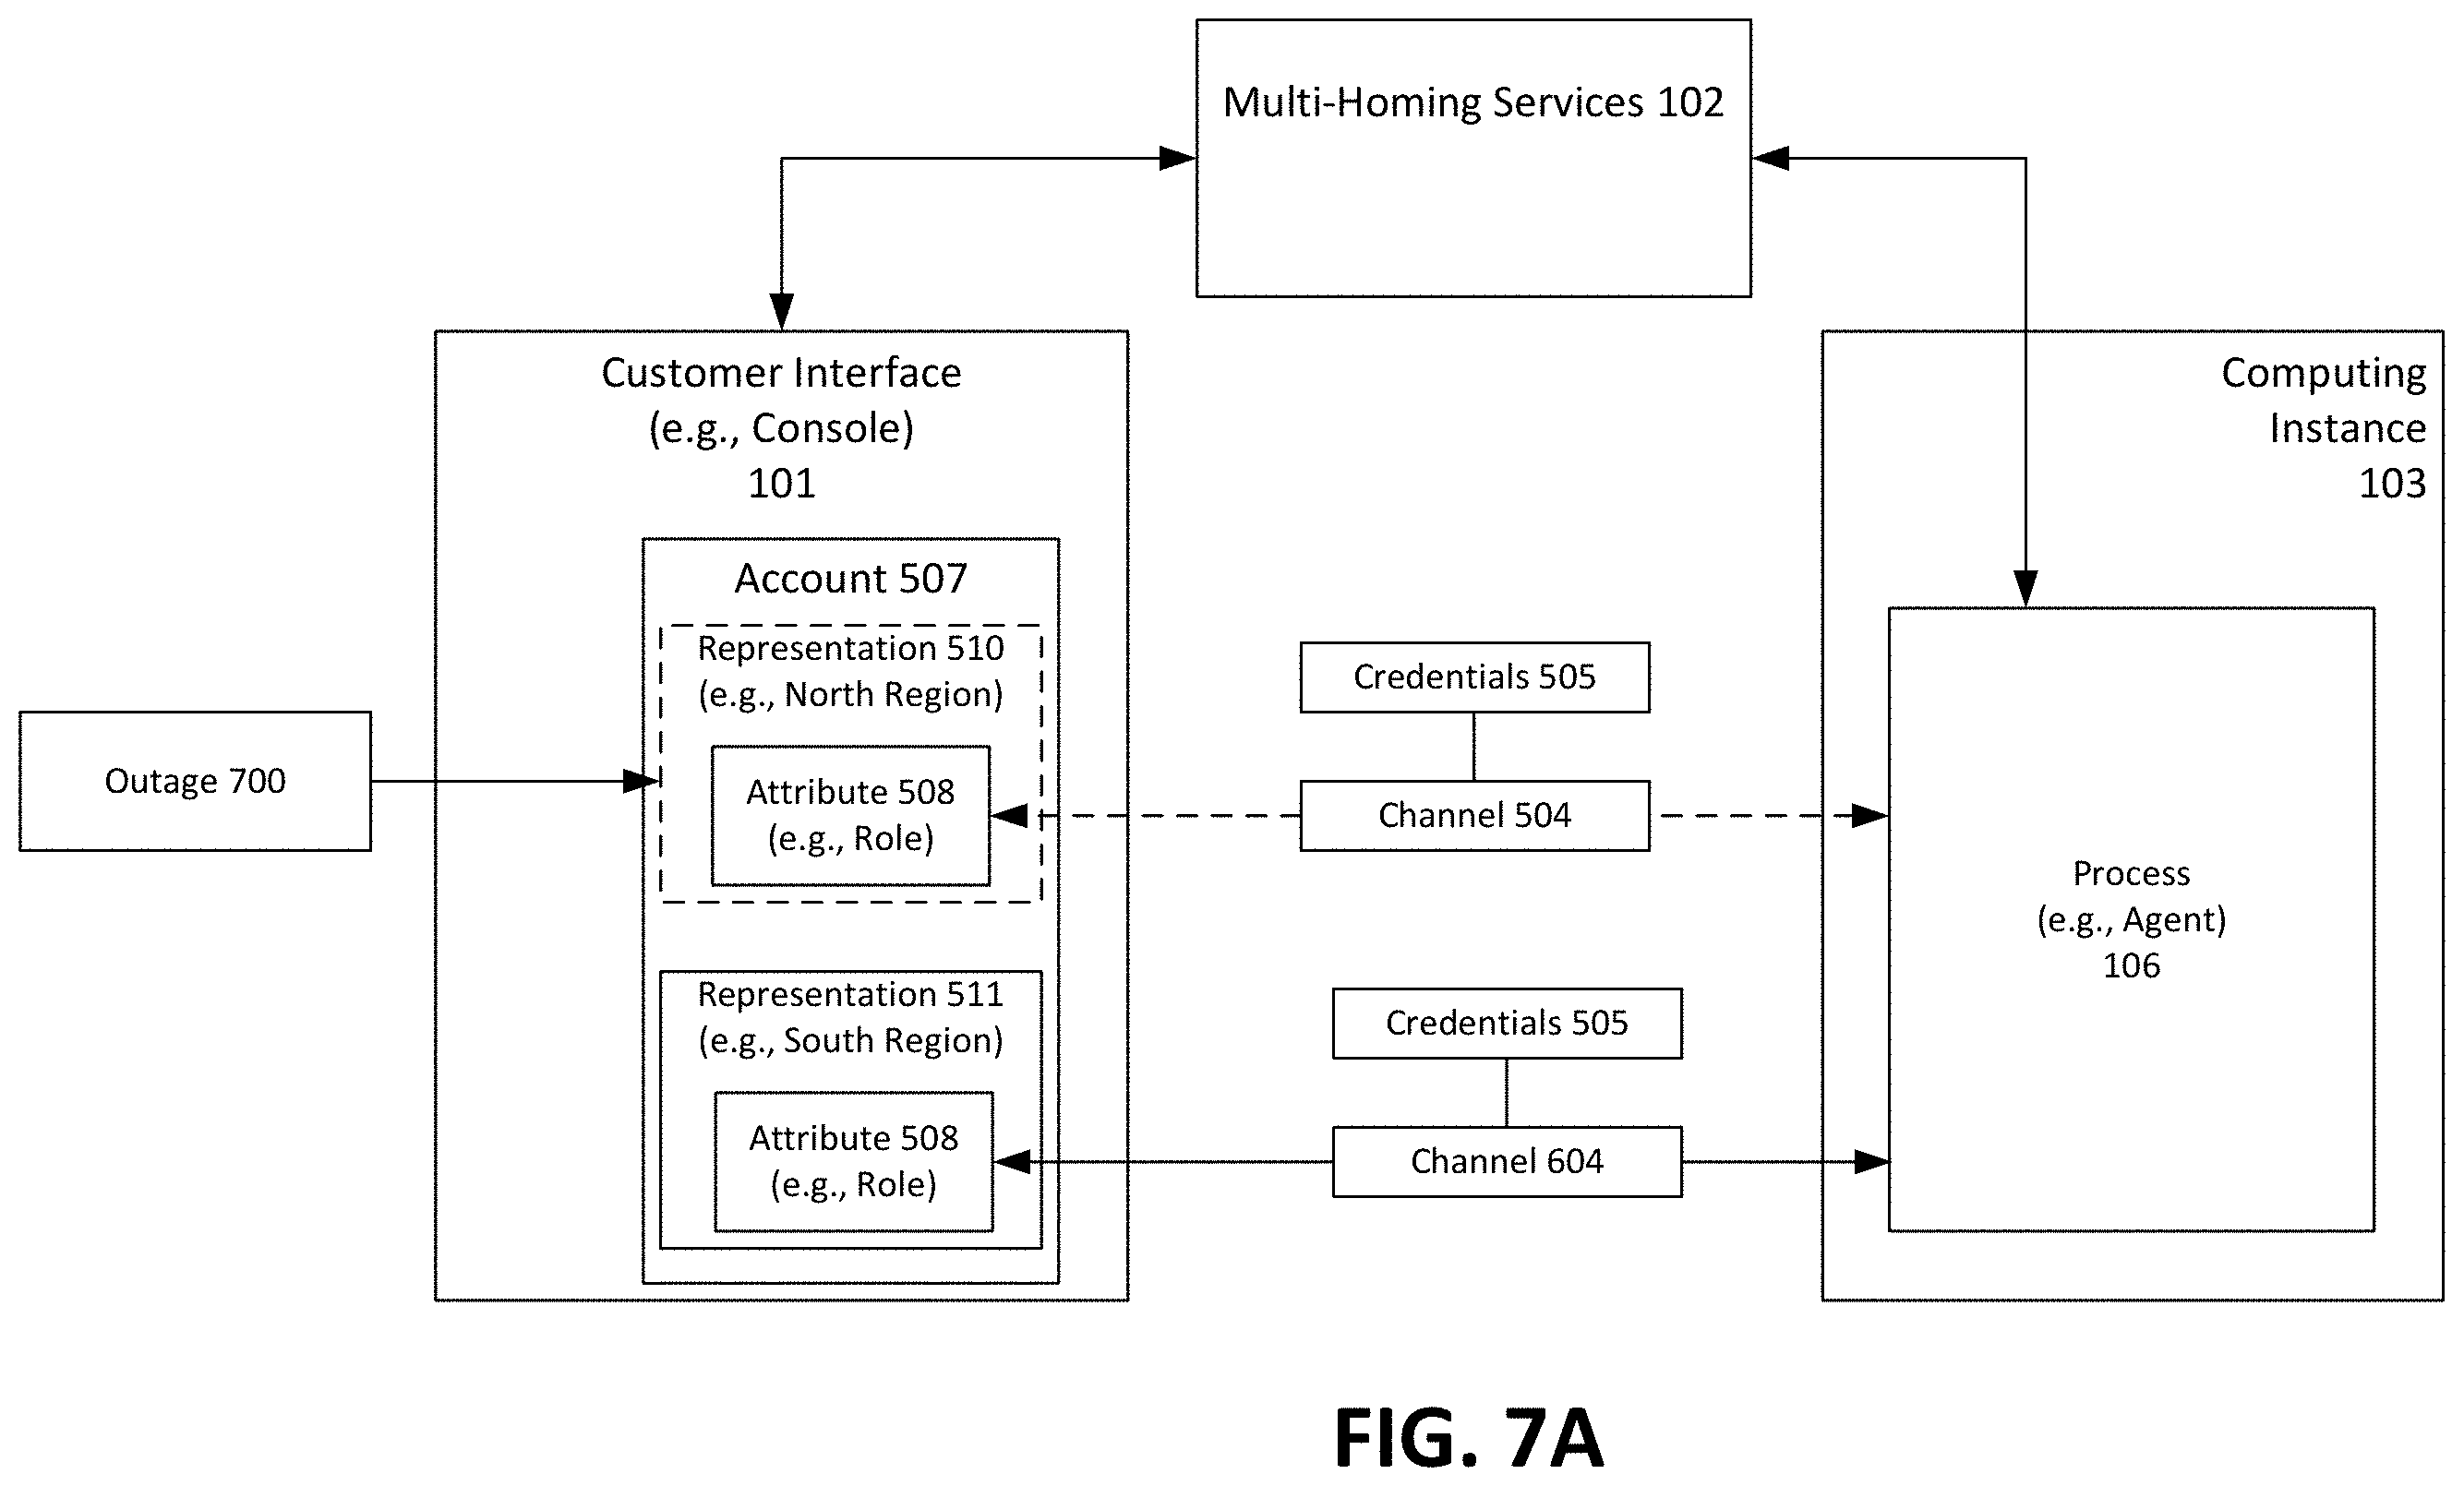 Multi-Homing Services 102
Customer Interface
(e.g., Console)
101
Computing
Instance
103
Account 507
Representation 510
(e.g., North Region)
Attribute 508
(e.g., Role)
Outage 700
Credentials 505
Channel 504
Process
(e.g., Agent)
106
Representation 511
(e.g., South Region)
Attribute 508
(e.g., Role)
Credentials 505
Channel 604
FIG. 7A